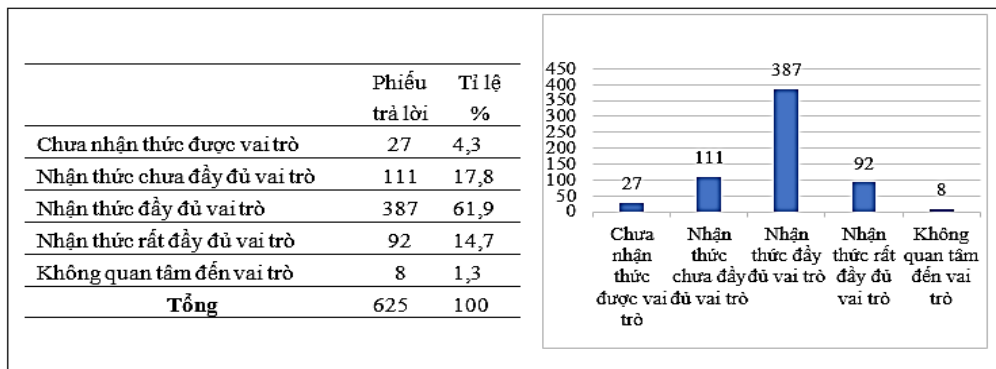 Phiếu trả lời Tỉ lệ %
Chưa nhận thức được vai trò 27 4,3
Nhận thức chưa đầy đủ vai trò 111 17,8
Nhận thức đầy đủ vai trò 387 61,9
Nhận thức rất đầy đủ vai trò 92 14,7
Không quan tâm đến vai trò 8 1,3
Tổng 625 100
450
400
350
300
250
200
150
100
50
0
27
111
387
92
8
Chưa nhận thức được vai trò
Nhận thức chưa đầy đủ vai trò
Nhận thức đầy đủ vai trò
Nhận thức rất đầy đủ vai trò
Không quan tâm đến vai trò